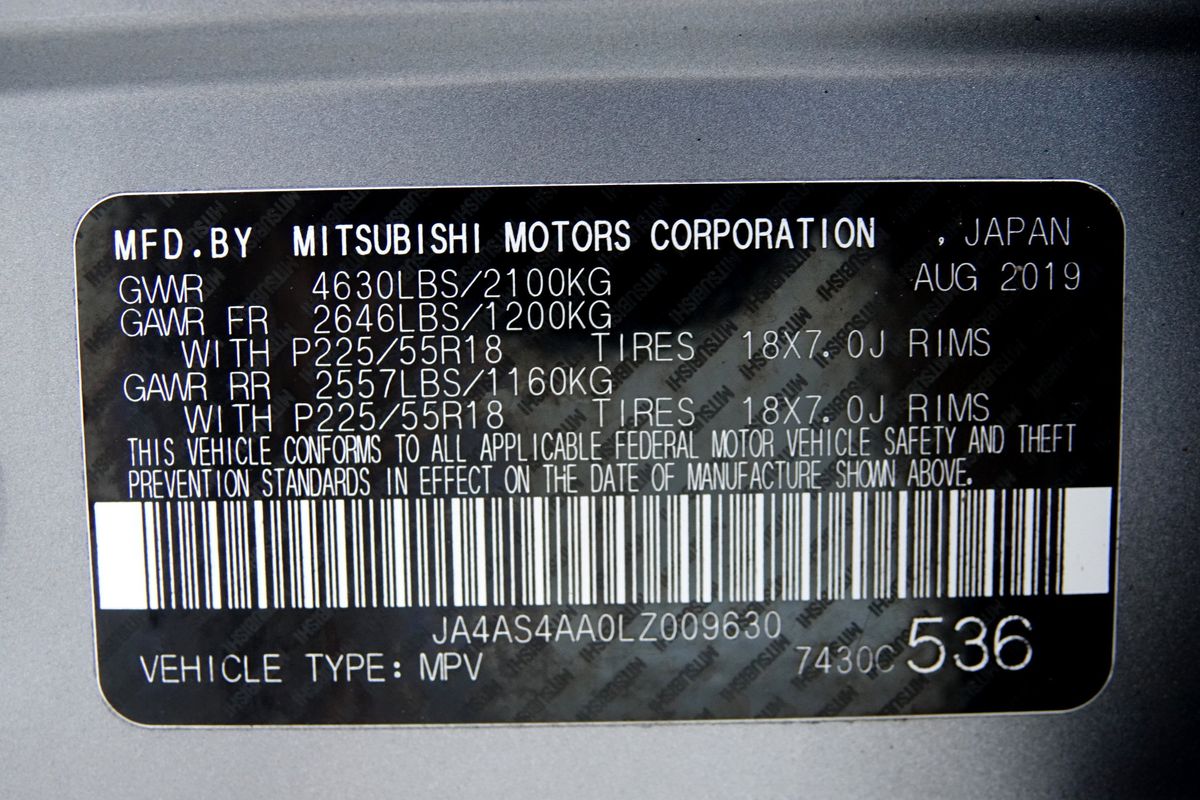 MFD.BY MITSUBISHI MOTORS CORPORATION , JAPAN
GVWR 4630LBS/2100KG AUG 2019
GAWR FR 2646LBS/1200KG
WITH P225/55R18 TIRES 18X7.0J RIMS
GAWR RR 2557LBS/1160KG
WITH P225/55R18 TIRES 18X7.0J RIMS
THIS VEHICLE CONFORMS TO ALL APPLICABLE FEDERAL MOTOR VEHICLE SAFETY AND THEFT
PREVENTION STANDARDS IN EFFECT ON THE DATE OF MANUFACTURE SHOWN ABOVE.
JA4AS4AA0LZ009630
VEHICLE TYPE: MPV 7430C 536